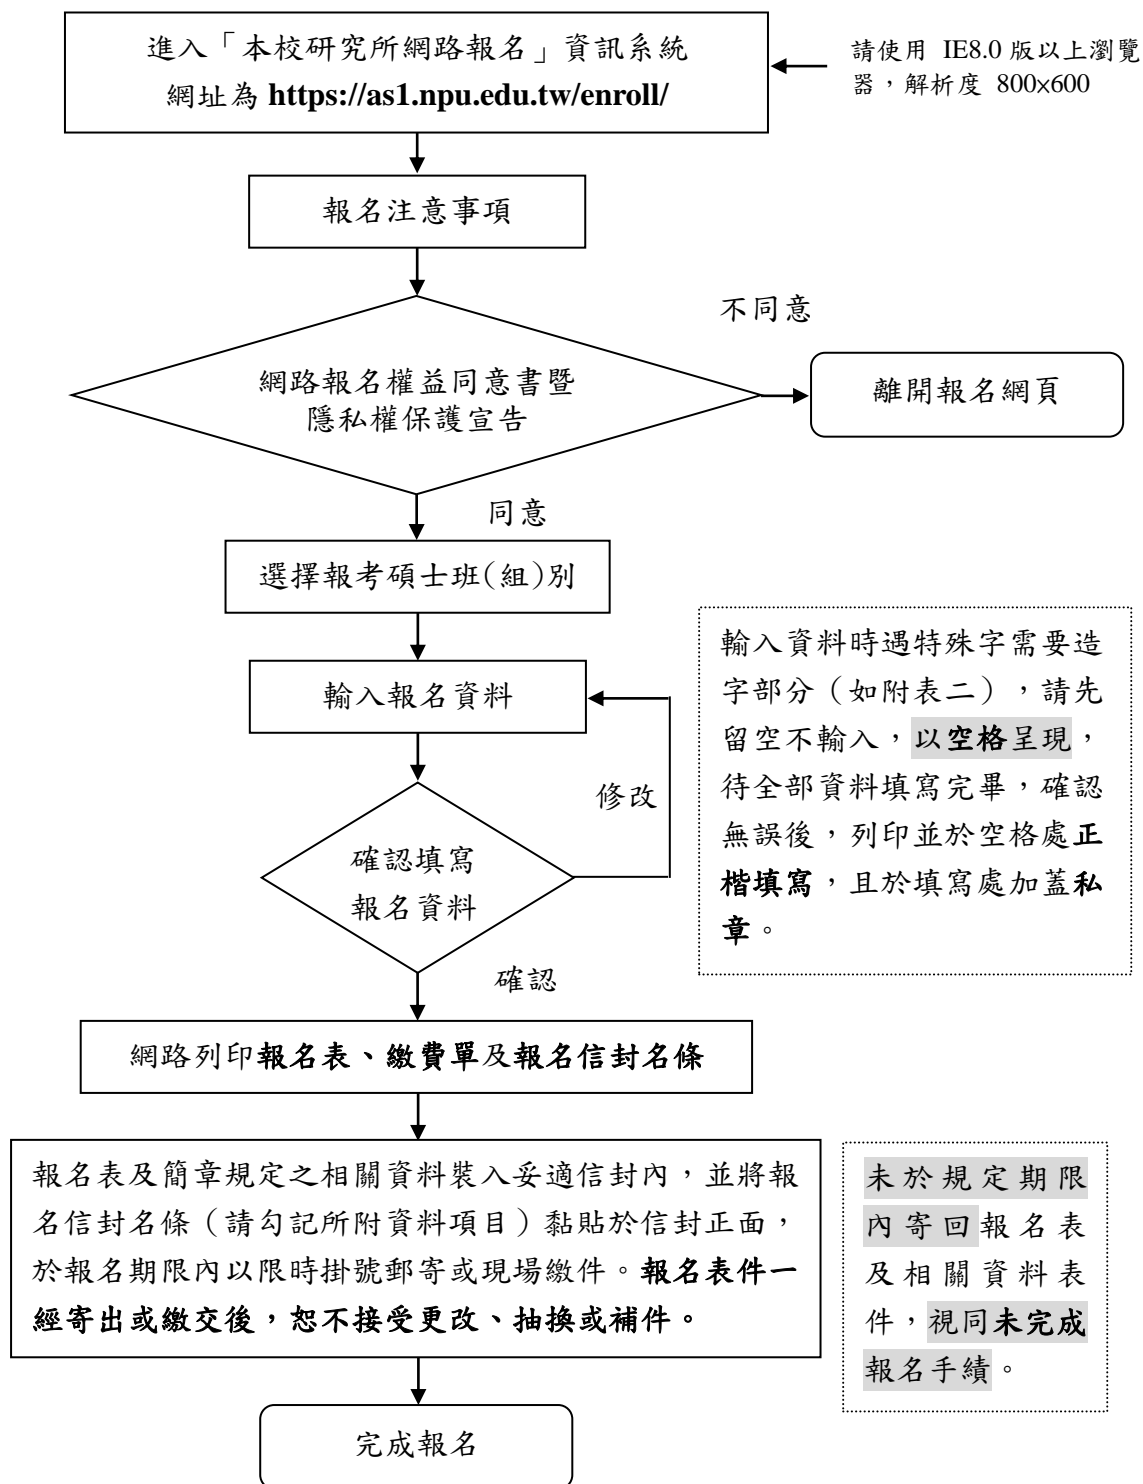 進入「本校研究所網路報名」資訊系統
網址為 https://as1.npu.edu.tw/enroll/
請使用 IE8.0 版以上瀏覽
器，解析度 800×600
報名注意事項
不同意
網路報名權益同意書暨
隱私權保護宣告
離開報名網頁
同意
選擇報考碩士班(組)別
輸入報名資料
修改
輸入資料時遇特殊字需要造
字部分（如附表二），請先
留空不輸入，以空格呈現，
待全部資料填寫完畢，確認
無誤後，列印並於空格處正
楷填寫，且於填寫處加蓋私
章。
確認填寫
報名資料
確認
網路列印報名表、繳費單及報名信封名條
報名表及簡章規定之相關資料裝入妥適信封內，並將報
名信封名條（請勾記所附資料項目）黏貼於信封正面，
於報名期限內以限時掛號郵寄或現場繳件。報名表件一
經寄出或繳交後，恕不接受更改、抽換或補件。
未於規定期限
內寄回報名表
及相關資料表
件，視同未完成
報名手續。
完成報名